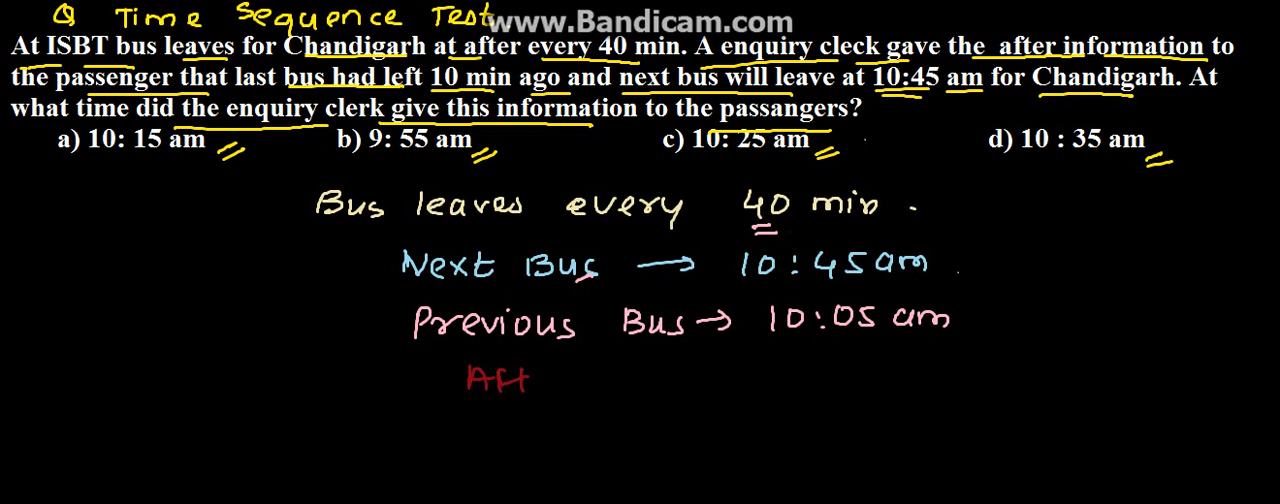 Q Time Sequence Test
www.Bandicam.com
At ISBT bus leaves for Chandigarh at after every 40 min. A enquiry cleck gave the after information to
the passenger that last bus had left 10 min ago and next bus will leave at 10:45 am for Chandigarh. At
what time did the enquiry clerk give this information to the passangers?
a) 10: 15 am b) 9: 55 am c) 10: 25 am d) 10 : 35 am
Bus leaves every 40 min.
Next Bus → 10:45am
Previous Bus → 10:05 am
Aft